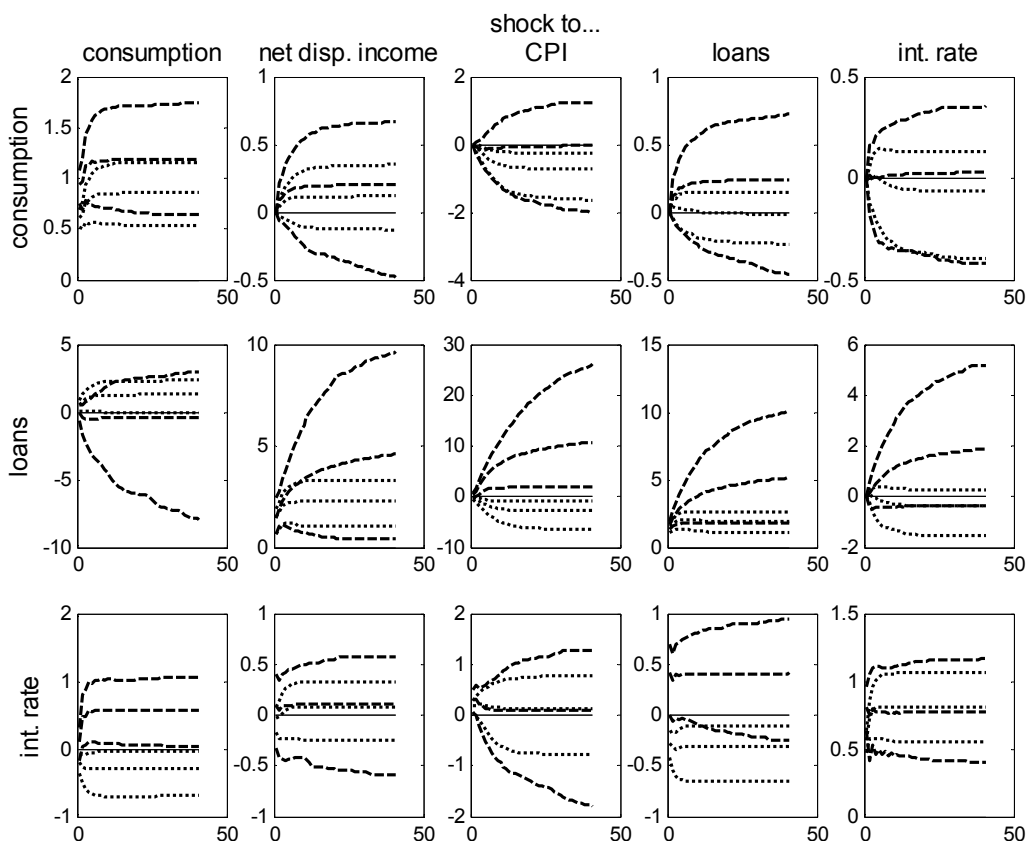 shock to...
consumption net disp. income CPI loans int. rate
consumption
2 1 2 1 0.5
1.5 0.5 0 0.5 0
1 0 -2 0
0.5
0 -0.5 -4 -0.5 0.5
0 50 0 50 0 50 0 50 0 50
loans
5 10 30 15 6
0 20 10 4
5 10 2
-5 0 5 0
-10 0 -10 0 -2
0 50 0 50 0 50 0 50 0 50
int. rate
2 1 2 1 1.5
1 0.5 1 0.5 1
0 0 0 0 0.5
-0.5 -1 -0.5
-1 1 -2 1 0
0 50 0 50 0 50 0 50 0 50